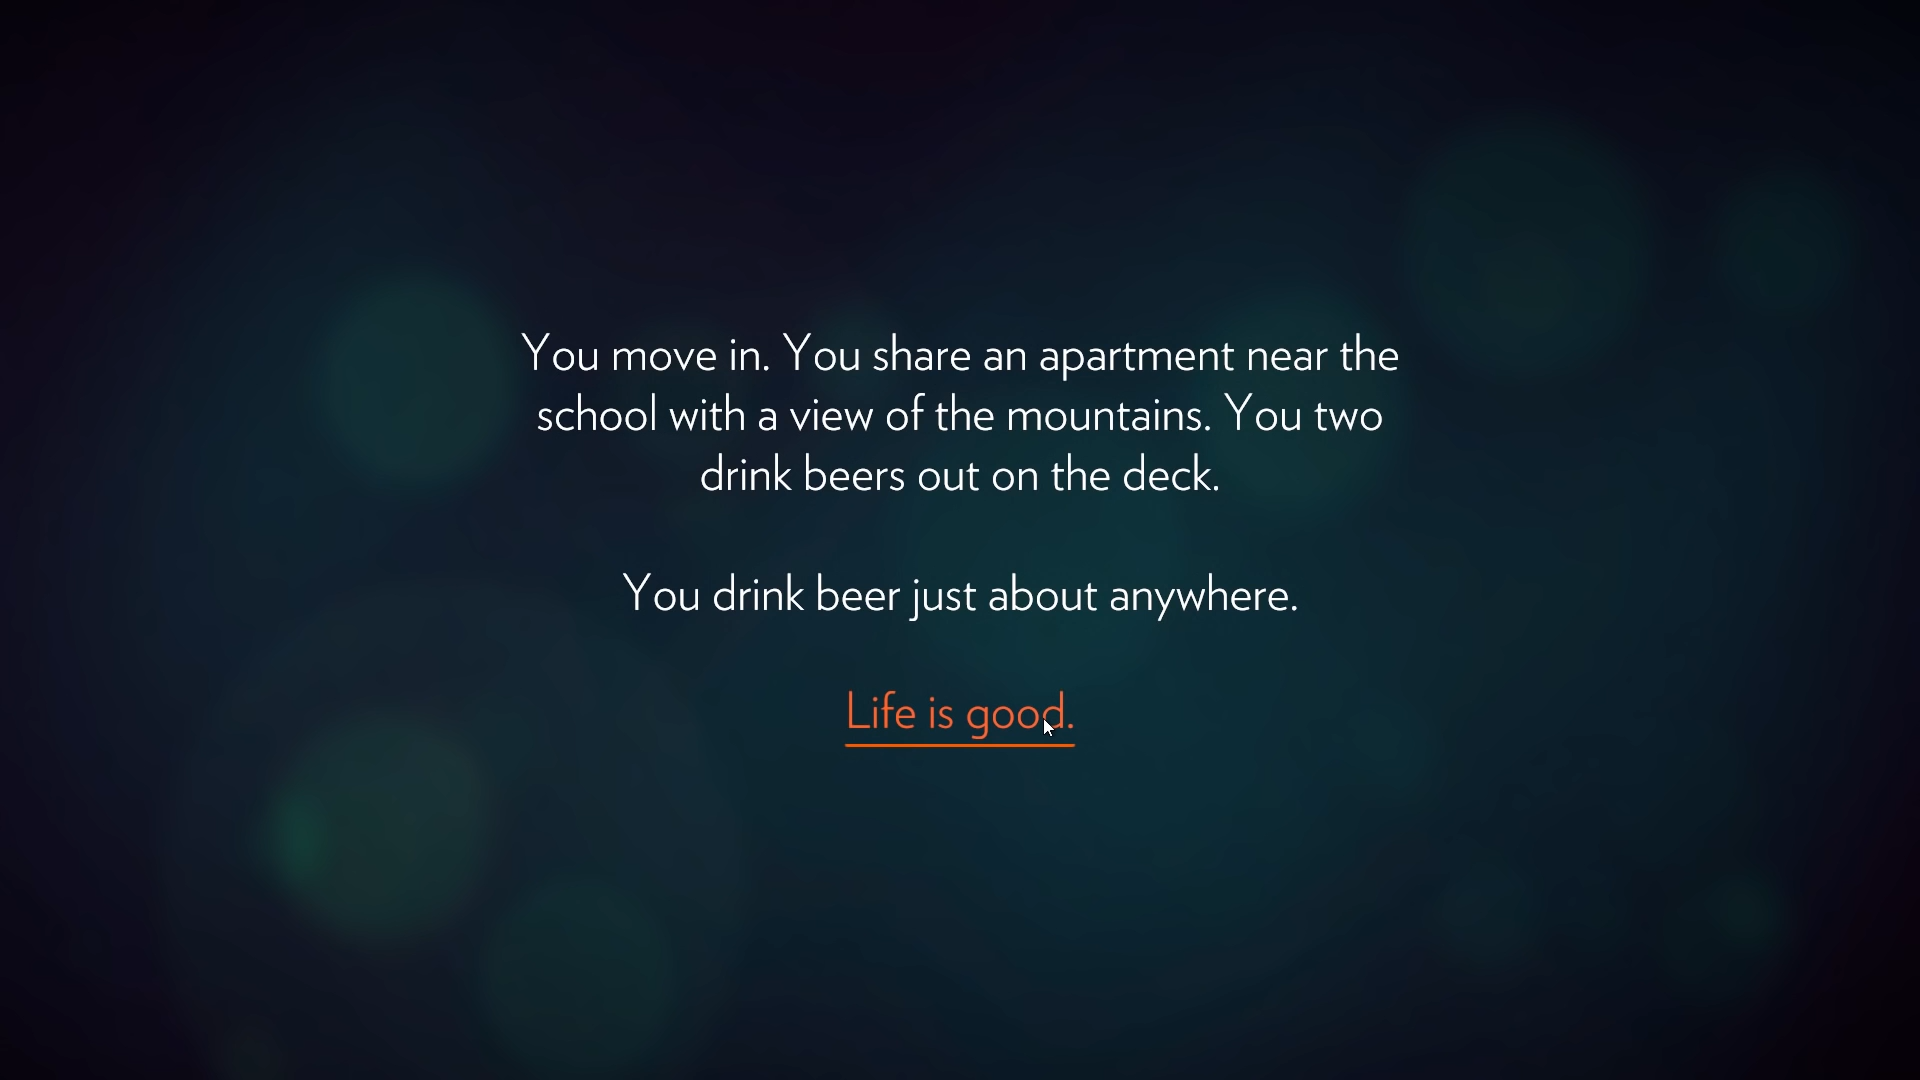 You move in. You share an apartment near the
school with a view of the mountains. You two
drink beers out on the deck.
You drink beer just about anywhere.
Life is good.